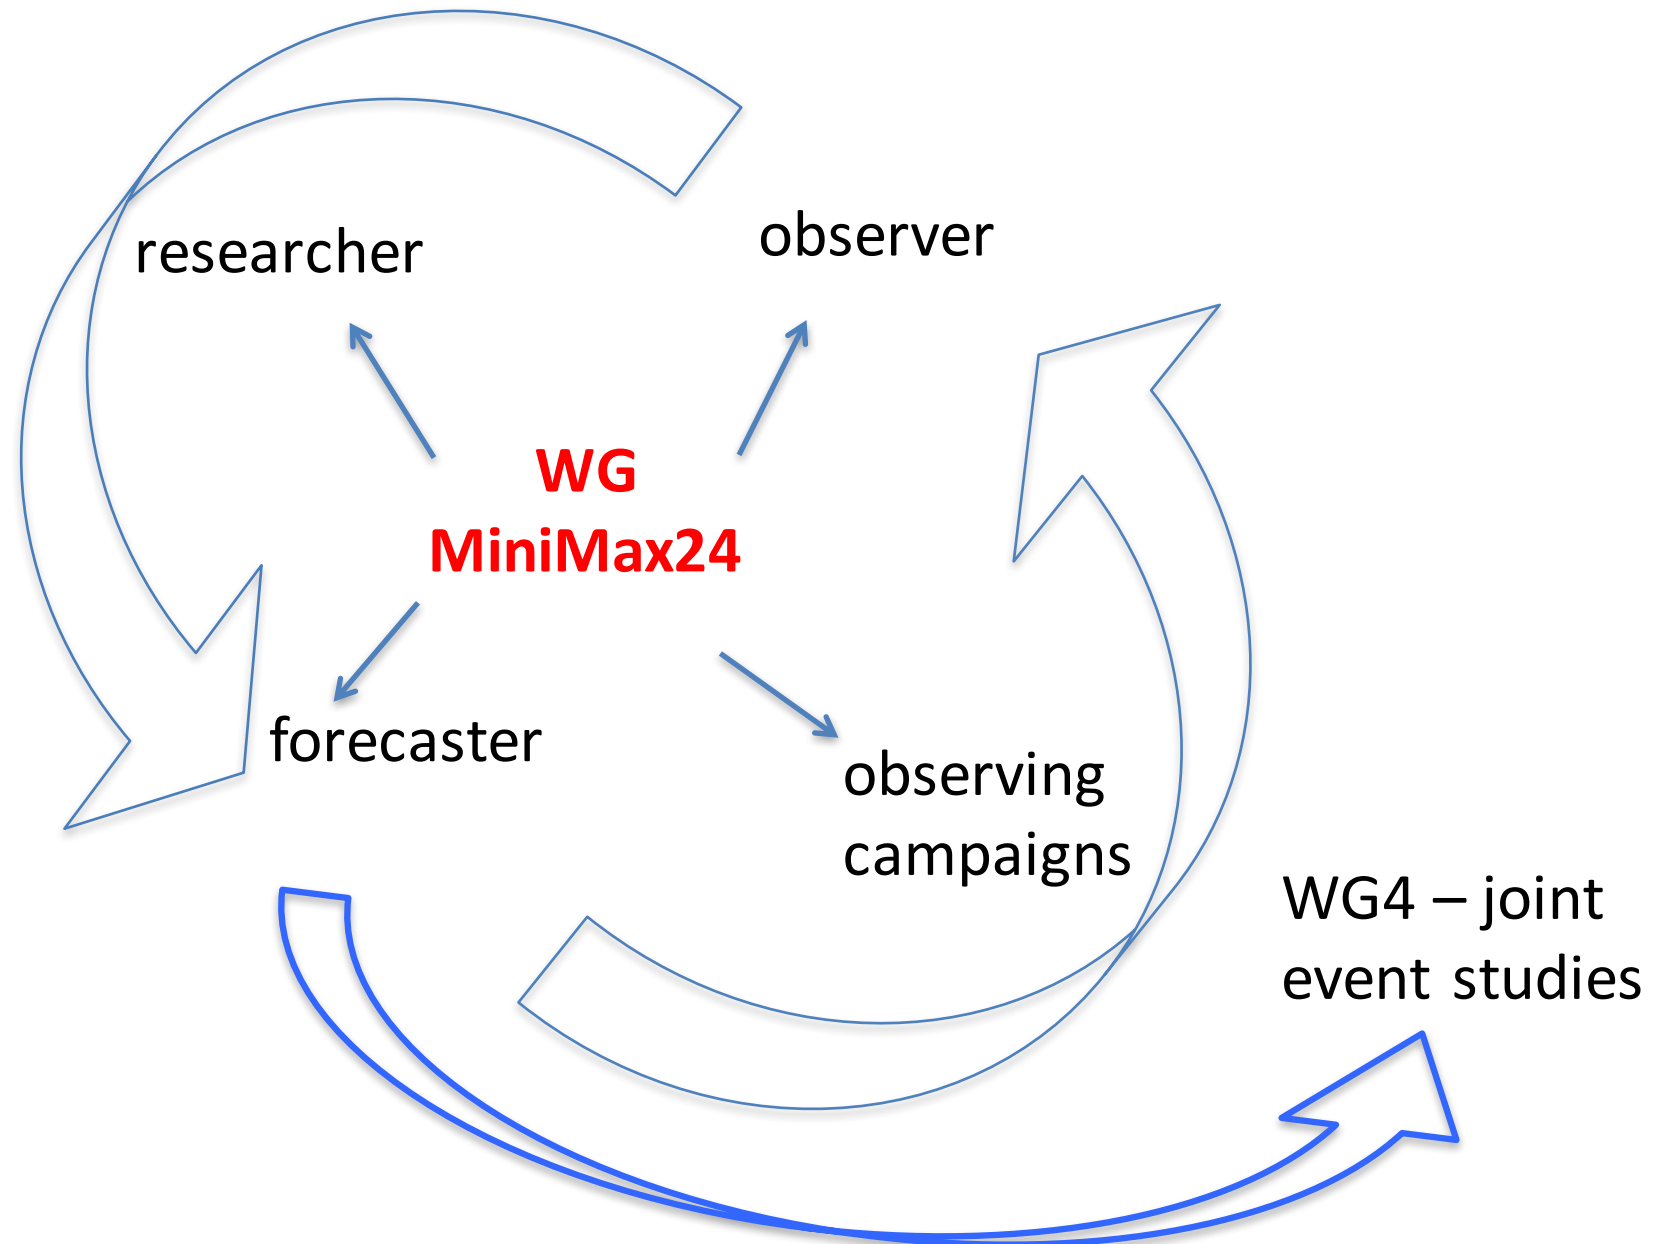 researcher
observer
WG
MiniMax24
forecaster
observing
campaigns
WG4 – joint
event studies